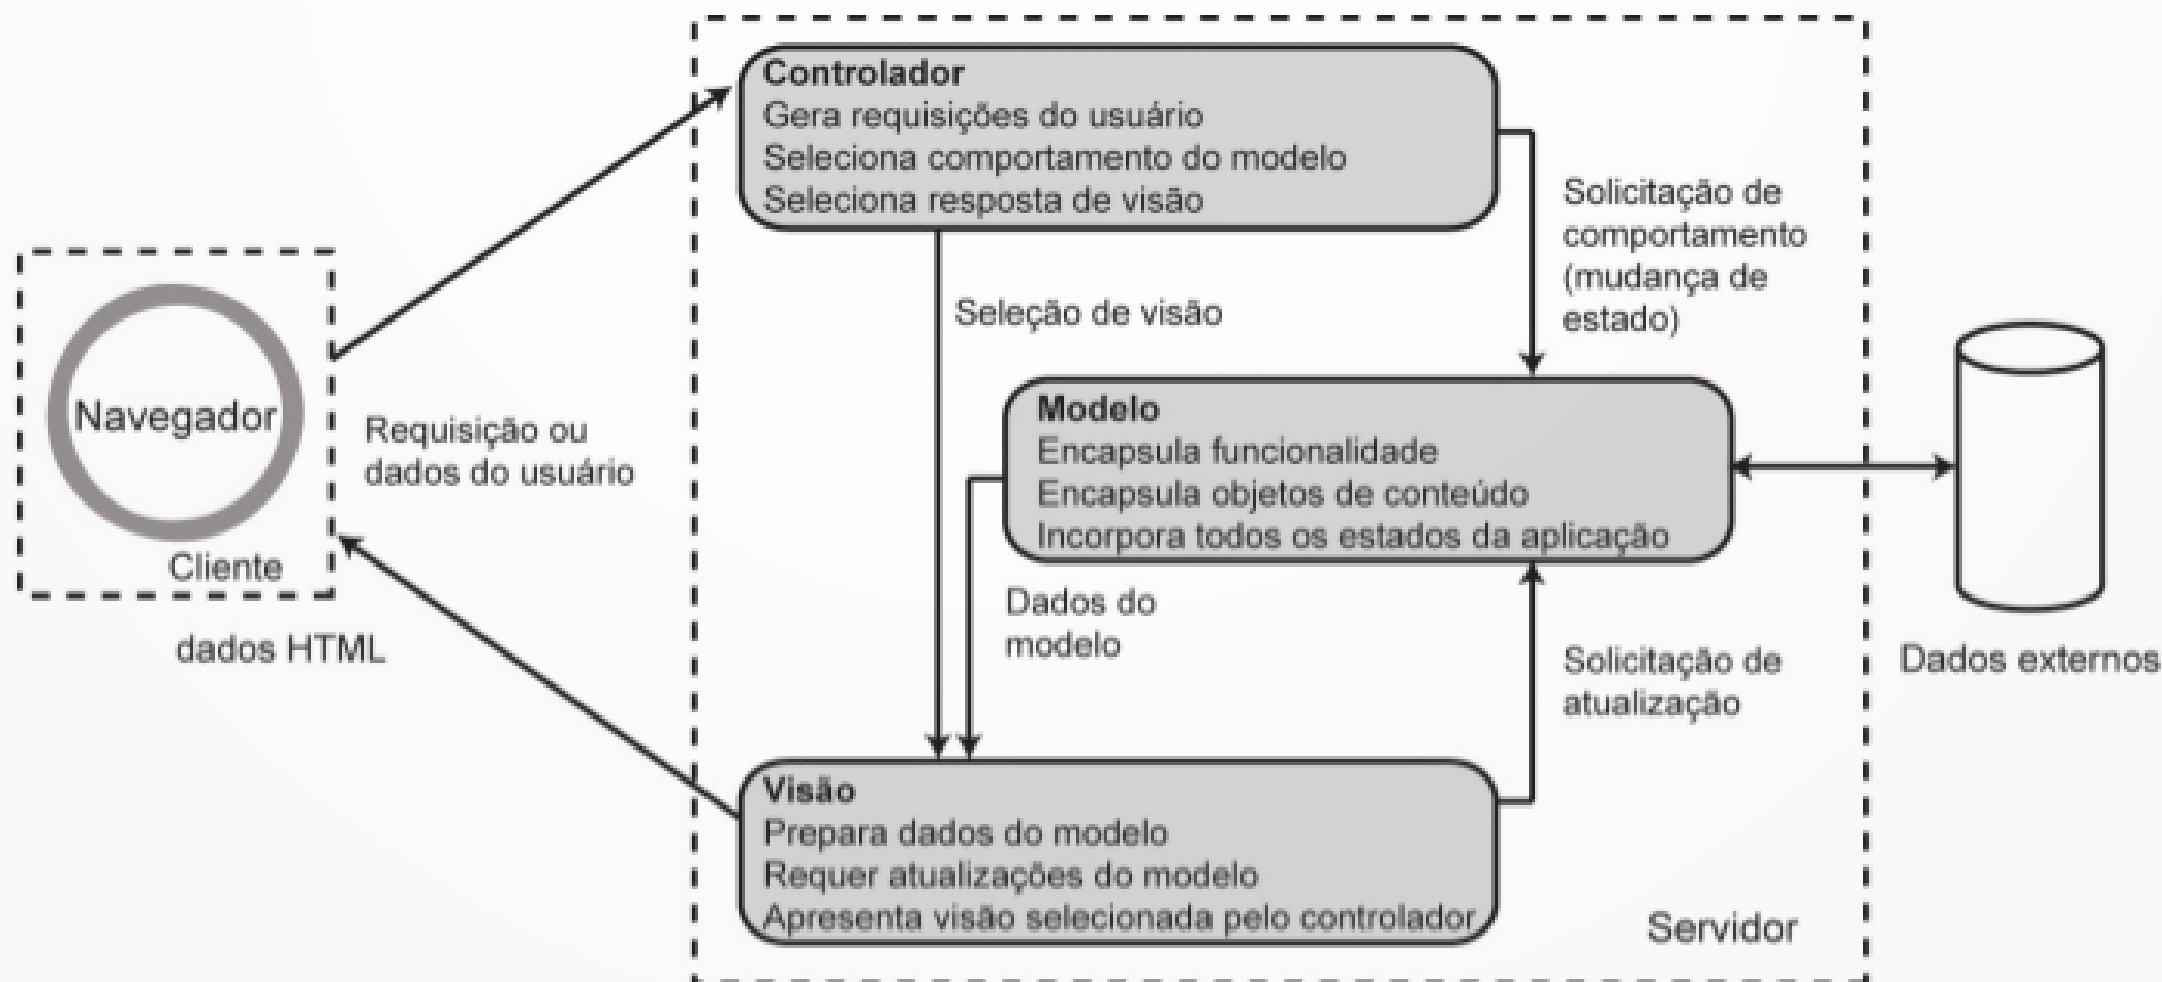 Controlador
Gera requisições do usuário
Seleciona comportamento do modelo
Seleciona resposta de visão
Solicitação de
comportamento
(mudança de
estado)
Seleção de visão
Navegador
Cliente
Requisição ou
dados do usuário
dados HTML
Modelo
Encapsula funcionalidade
Encapsula objetos de conteúdo
Incorpora todos os estados da aplicação
Dados do
modelo
Solicitação de
atualização
Dados externos
Visão
Prepara dados do modelo
Requer atualizações do modelo
Apresenta visão selecionada pelo controlador
Servidor